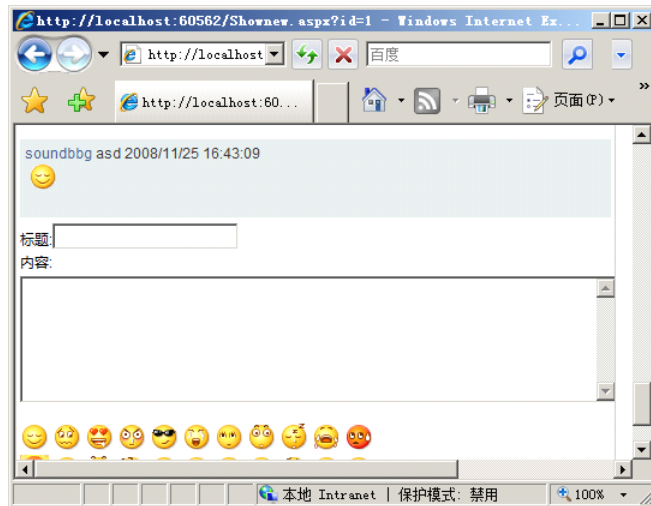 http://localhost:60562/Shownew.aspx?id=1 - Windows Internet Ex...
http://localhost 百度
http://localhost:60... 页面(P)
soundbbg asd 2008/11/25 16:43:09
标题:
内容:
本地 Intranet | 保护模式: 禁用 100%